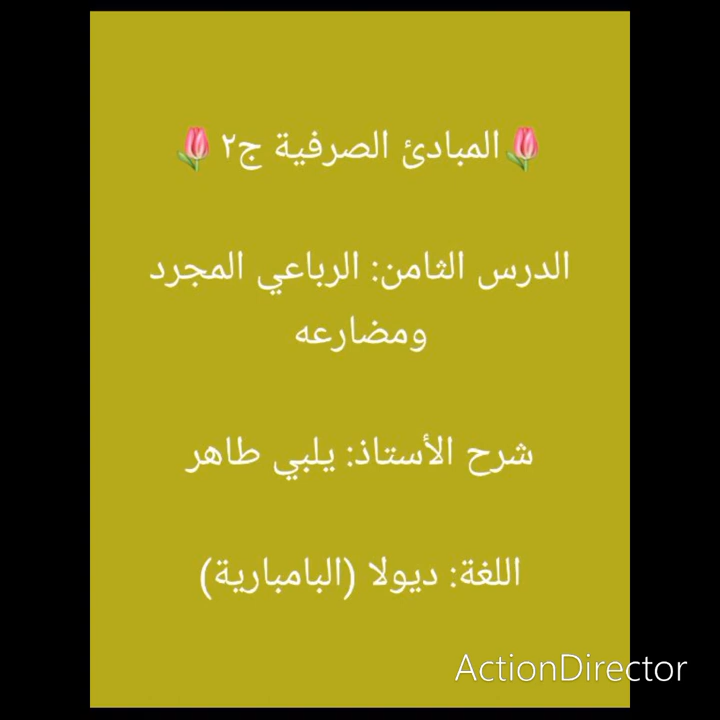 🌷المبادئ الصرفية ج٢🌷
الدرس الثامن: الرباعي المجرد
ومضارعه
شرح الأستاذ: يلبي طاهر
اللغة: ديولا (البامبارية)
ActionDirector